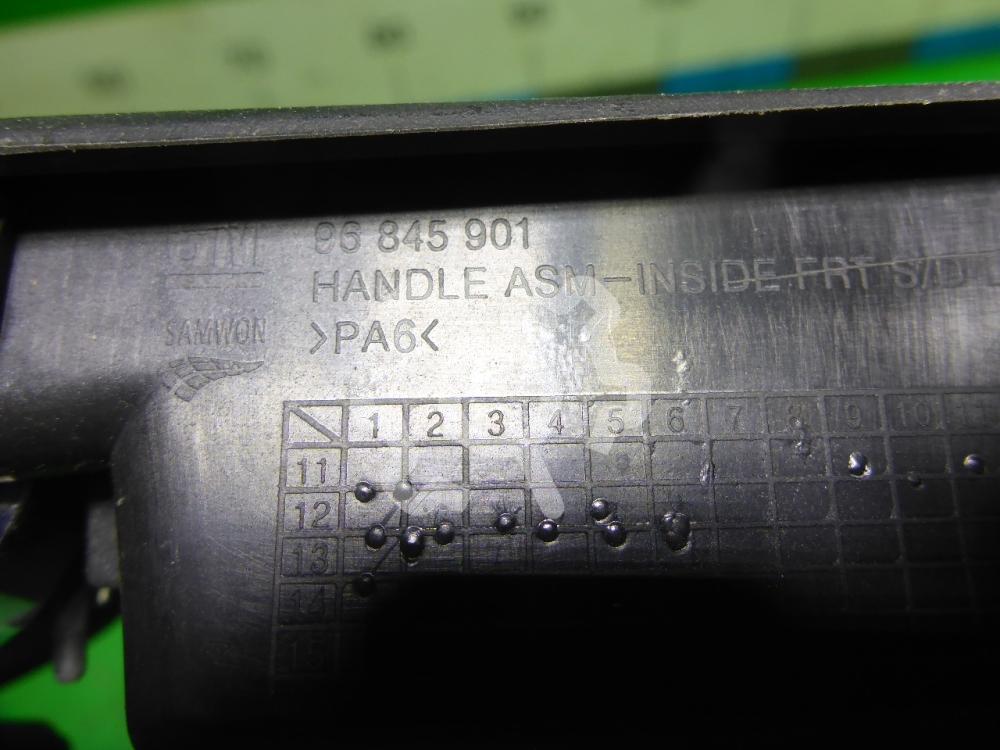 GM 96 845 901
HANDLE ASM-INSIDE FRT S/D
SAMWON >PA6<
1 2 3 4 5 6 7 8 9 10
11
12
13
14
15